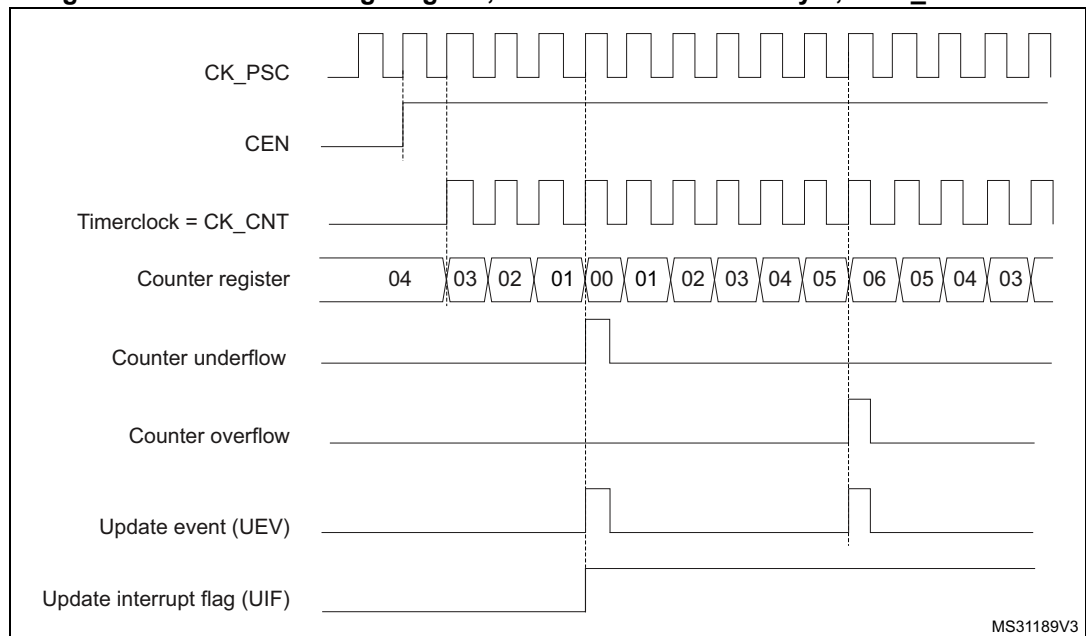 CK_PSC
CEN
Timerclock = CK_CNT
Counter register 04 03 02 01 00 01 02 03 04 05 06 05 04 03
Counter underflow
Counter overflow
Update event (UEV)
Update interrupt flag (UIF)
MS31189V3